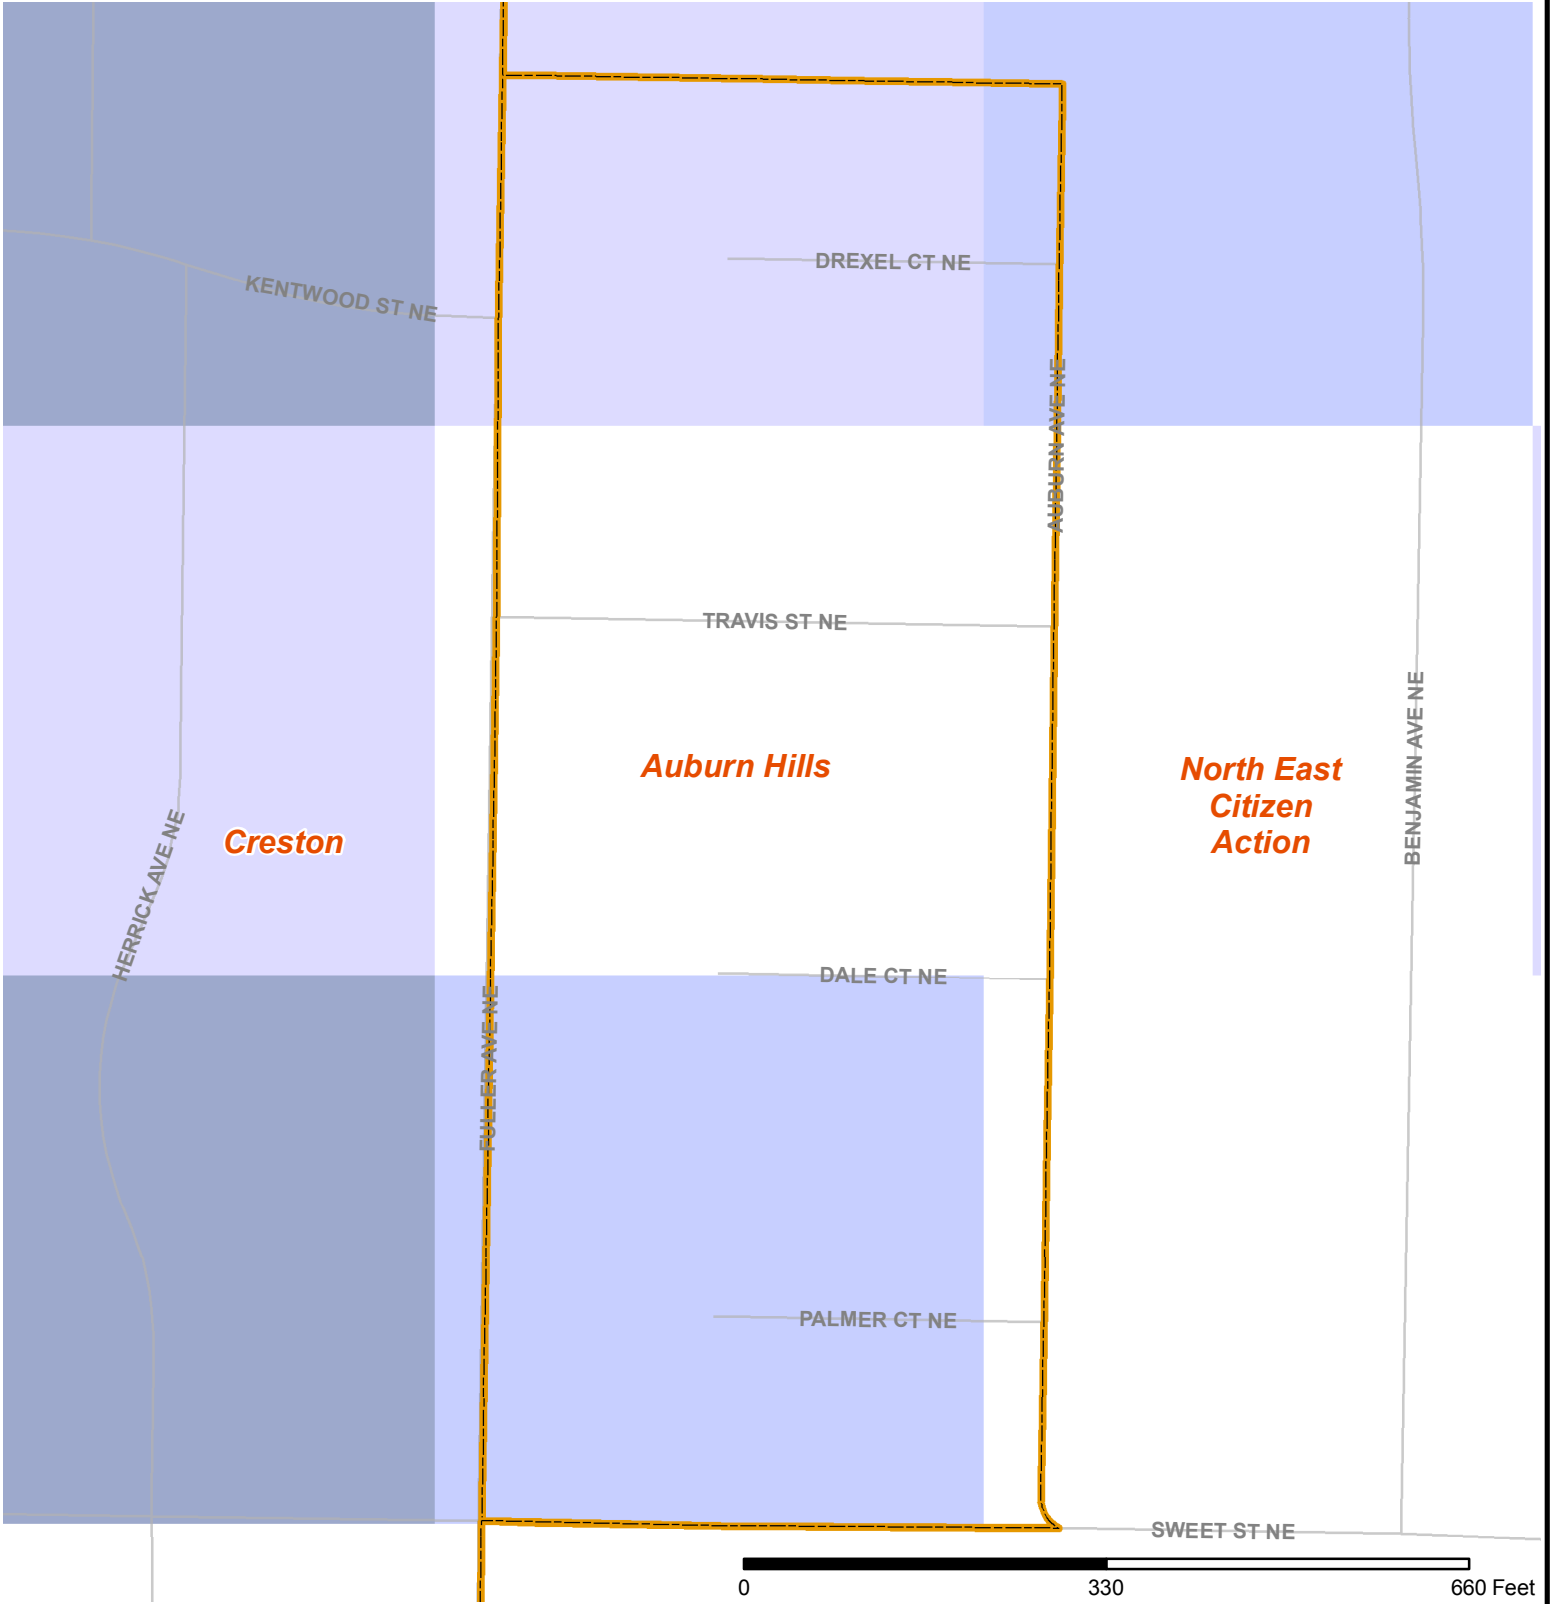 DREXEL CT NE
KENTWOOD ST NE
AUBURN AVE NE
TRAVIS ST NE
Auburn Hills
North East
Citizen
Action
BENJAMIN AVE NE
Creston
HERRICK AVE NE
DALE CT NE
FULLER AVE NE
PALMER CT NE
SWEET ST NE
0 330 660 Feet